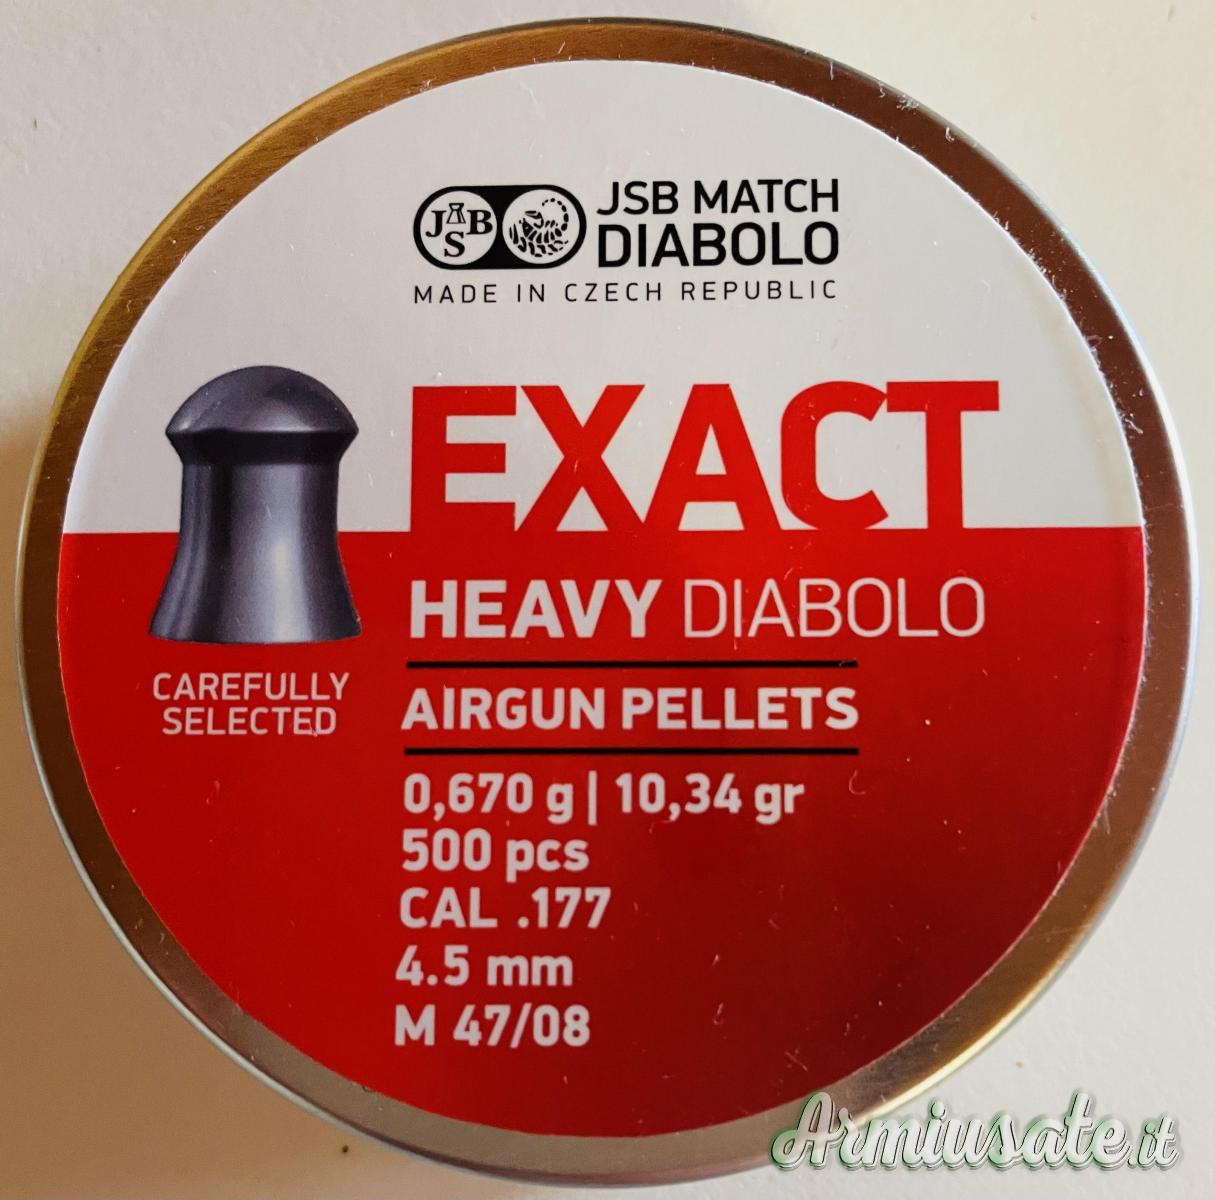 JSB
JSB MATCH
DIABOLO
MADE IN CZECH REPUBLIC
EXACT
HEAVY DIABOLO
CAREFULLY
SELECTED
AIRGUN PELLETS
0,670 g | 10,34 gr
500 pcs
CAL .177
4.5 mm
M 47/08
Armiusate.it